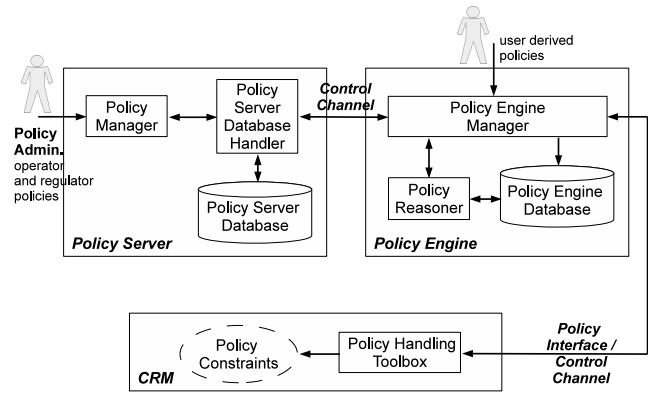 user derived
policies
Policy
Manager
Policy
Server
Database
Handler
Control
Channel
Policy Engine
Manager
Policy
Admin.
operator
and regulator
policies
Policy Server
Database
Policy
Reasoner
Policy Engine
Database
Policy Server
Policy Engine
Policy
Constraints
Policy Handling
Toolbox
CRM
Policy
Interface /
Control
Channel